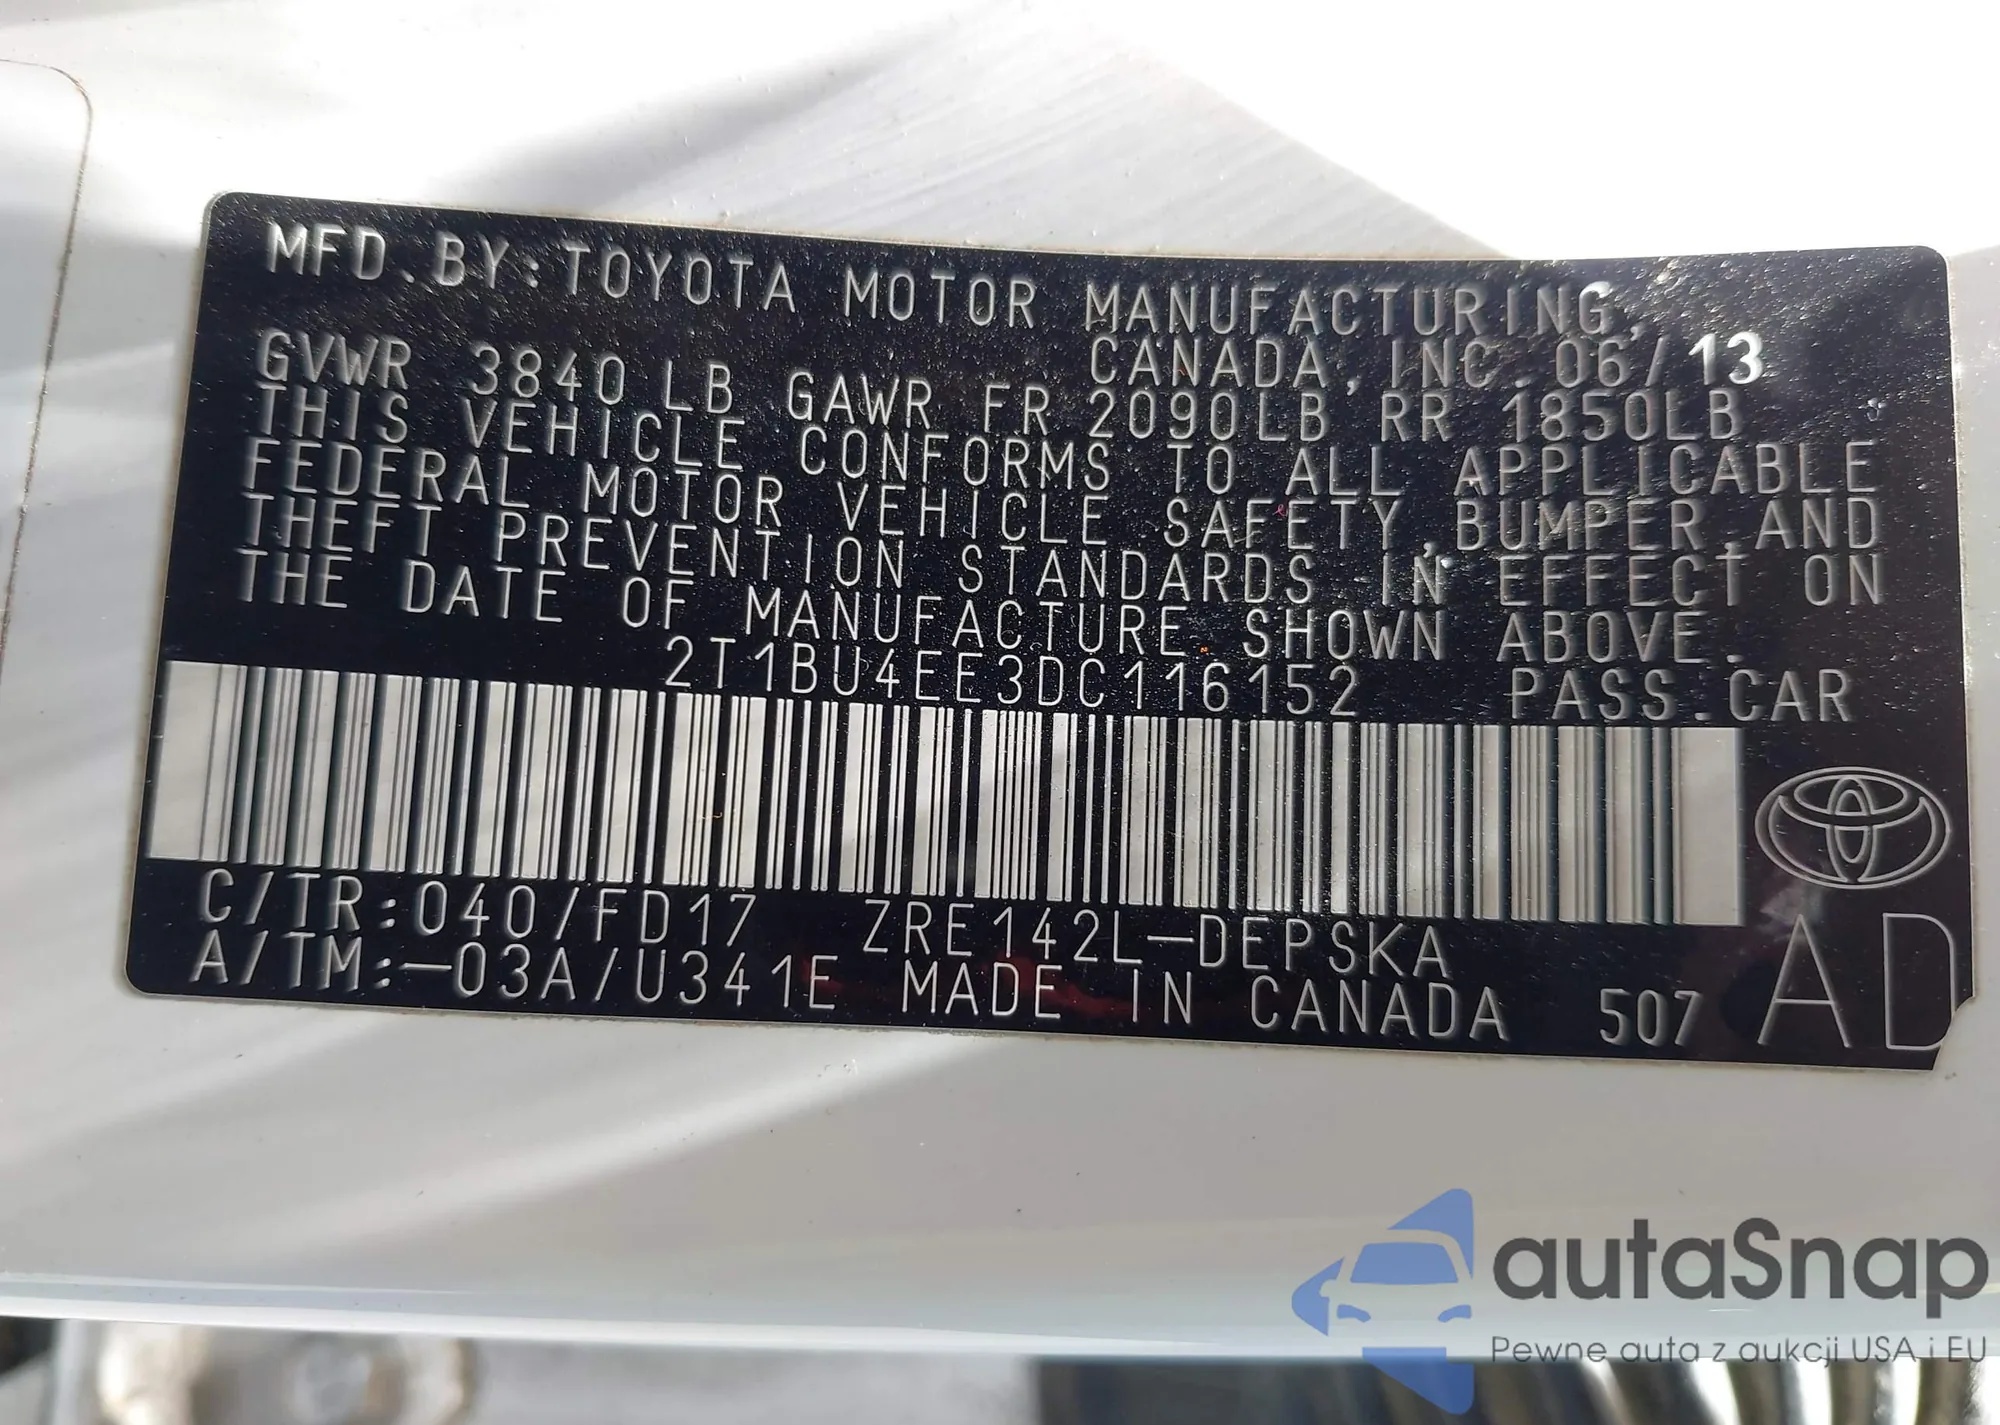 MFD.BY:TOYOTA MOTOR MANUFACTURING,
CANADA, INC. 06/13
GVWR 3840 LB GAWR FR 2090LB RR 1850LB
THIS VEHICLE CONFORMS TO ALL APPLICABLE
FEDERAL MOTOR VEHICLE SAFETY, BUMPER, AND
THEFT PREVENTION STANDARDS IN EFFECT ON
THE DATE OF MANUFACTURE SHOWN ABOVE.
2T1BU4EE3DC116152 PASS.CAR
C/TR:040/FD17 ZRE142L-DEPSKA
A/TM:-03A/U341E MADE IN CANADA 507 AD
autaSnap
Pewne auta z aukcji USA i EU